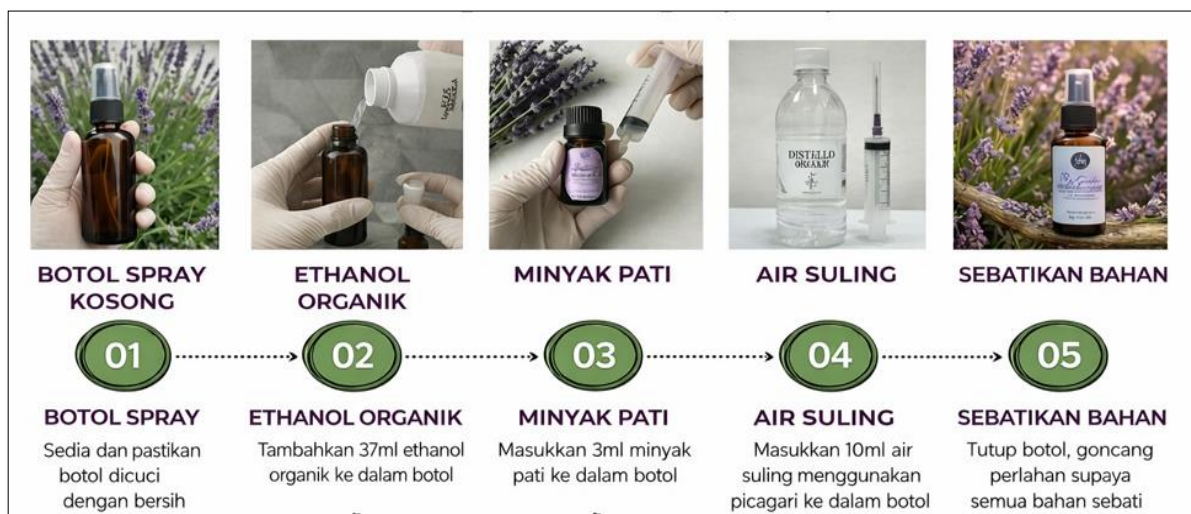 DISTELLO
ORGANIK
BOTOL SPRAY
KOSONG
ETHANOL
ORGANIK
MINYAK PATI
AIR SULING
SEBATIKAN BAHAN
01
02
03
04
05
BOTOL SPRAY
Sedia dan pastikan
botol dicuci
dengan bersih
ETHANOL ORGANIK
Tambahkan 37ml ethanol
organik ke dalam botol
MINYAK PATI
Masukkan 3ml minyak
pati ke dalam botol
AIR SULING
Masukkan 10ml air
suling menggunakan
picagari ke dalam botol
SEBATIKAN BAHAN
Tutup botol, goncang
perlahan supaya
semua bahan sebati